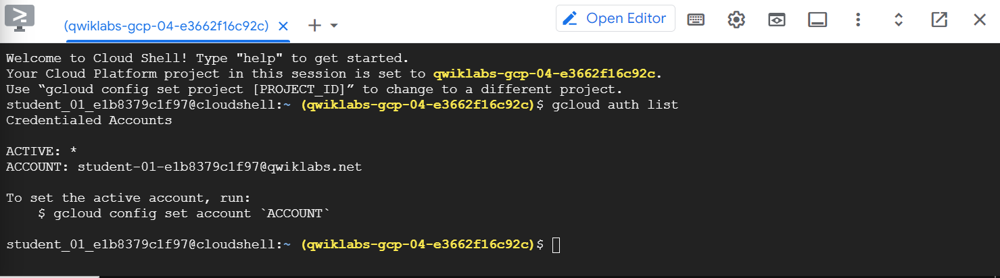 (qwiklabs-gcp-04-e3662f16c92c)
Open Editor
Welcome to Cloud Shell! Type "help" to get started.
Your Cloud Platform project in this session is set to qwiklabs-gcp-04-e3662f16c92c.
Use “gcloud config set project [PROJECT_ID]” to change to a different project.
student_01_e1b8379c1f97@cloudshell:~ (qwiklabs-gcp-04-e3662f16c92c)$ gcloud auth list
Credentialed Accounts
ACTIVE: *
ACCOUNT: student-01-e1b8379c1f97@qwiklabs.net
To set the active account, run:
$ gcloud config set account `ACCOUNT`
student_01_e1b8379c1f97@cloudshell:~ (qwiklabs-gcp-04-e3662f16c92c)$